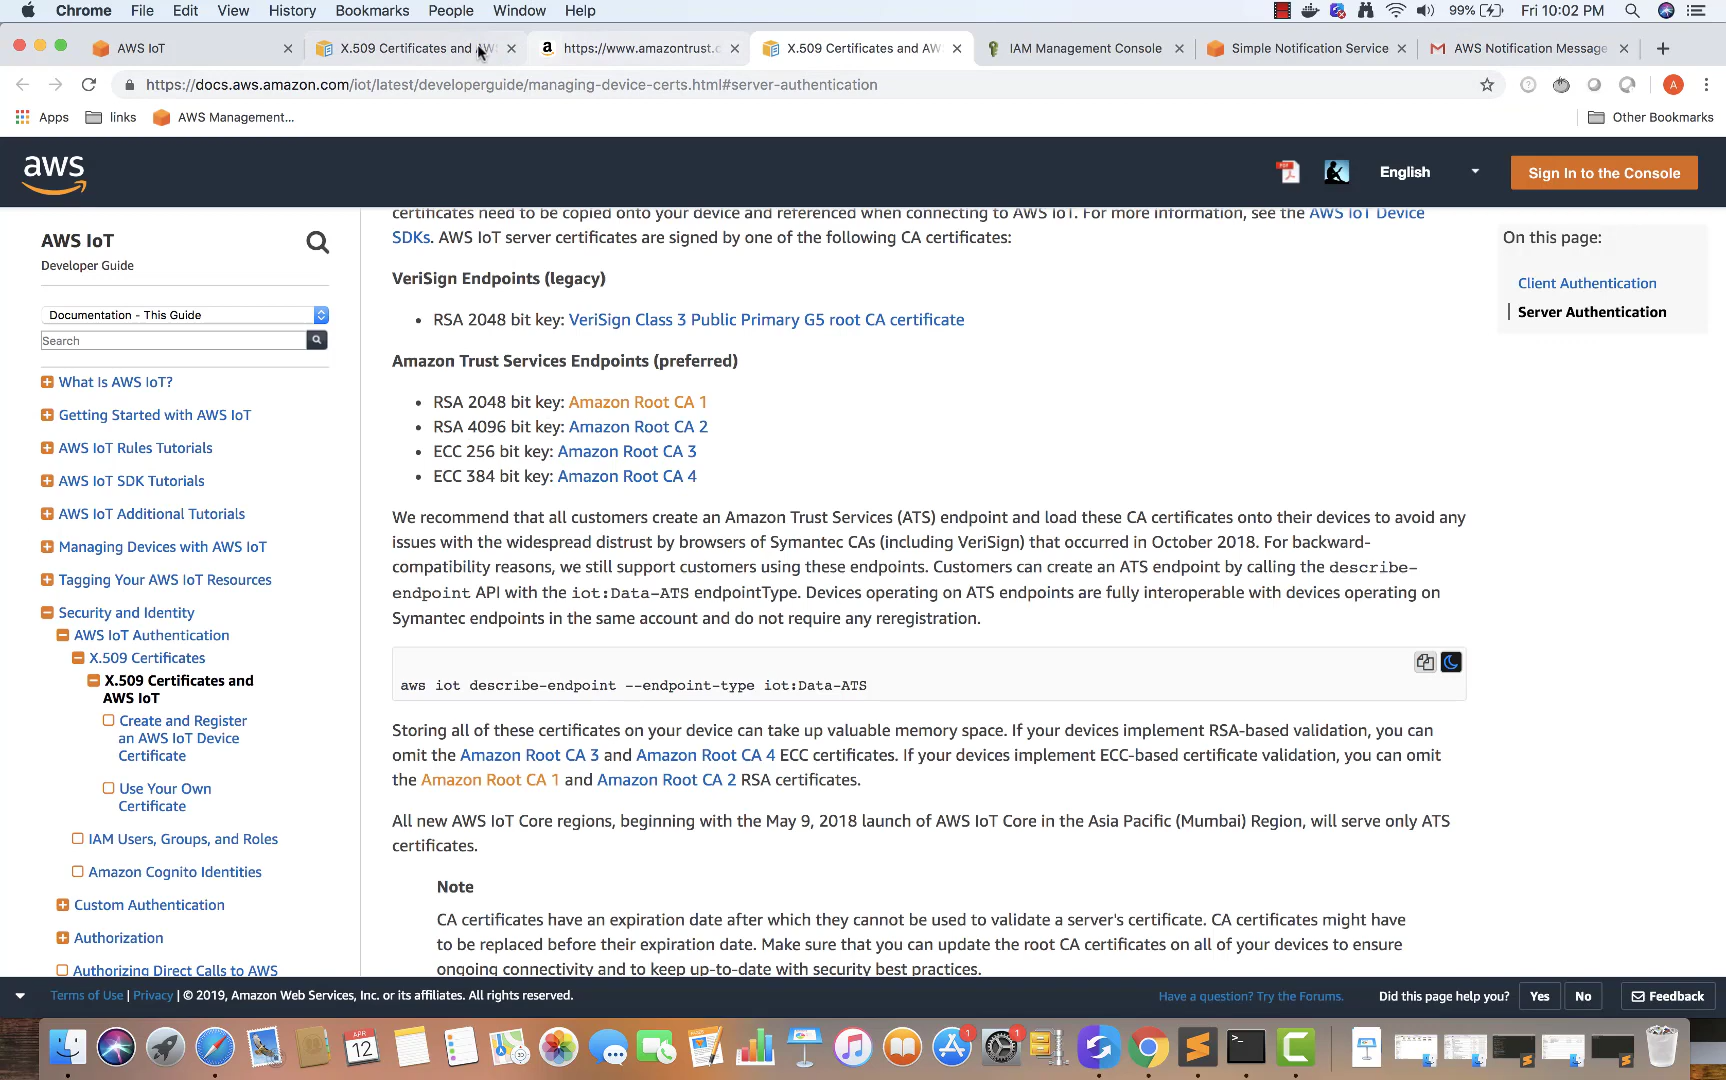 Chrome File Edit View History Bookmarks People Window Help 99% Fri 10:02 PM
AWS IoT
X.509 Certificates and AWS
https://www.amazontrust.c
X.509 Certificates and AW
IAM Management Console
Simple Notification Service
AWS Notification Message
https://docs.aws.amazon.com/iot/latest/developerguide/managing-device-certs.html#server-authentication
A
Apps links AWS Management... Other Bookmarks
aws
English
Sign In to the Console
AWS IoT
Developer Guide
Documentation - This Guide
Search
What Is AWS IoT?
Getting Started with AWS IoT
AWS IoT Rules Tutorials
AWS IoT SDK Tutorials
AWS IoT Additional Tutorials
Managing Devices with AWS IoT
Tagging Your AWS IoT Resources
Security and Identity
AWS IoT Authentication
X.509 Certificates
X.509 Certificates and
AWS IoT
Create and Register
an AWS IoT Device
Certificate
Use Your Own
Certificate
IAM Users, Groups, and Roles
Amazon Cognito Identities
Custom Authentication
Authorization
Authorizing Direct Calls to AWS
certificates need to be copied onto your device and referenced when connecting to AWS IoT. For more information, see the AWS IoT Device
SDKs. AWS IoT server certificates are signed by one of the following CA certificates:
VeriSign Endpoints (legacy)
• RSA 2048 bit key: VeriSign Class 3 Public Primary G5 root CA certificate
Amazon Trust Services Endpoints (preferred)
• RSA 2048 bit key: Amazon Root CA 1
• RSA 4096 bit key: Amazon Root CA 2
• ECC 256 bit key: Amazon Root CA 3
• ECC 384 bit key: Amazon Root CA 4
We recommend that all customers create an Amazon Trust Services (ATS) endpoint and load these CA certificates onto their devices to avoid any
issues with the widespread distrust by browsers of Symantec CAs (including VeriSign) that occurred in October 2018. For backward-
compatibility reasons, we still support customers using these endpoints. Customers can create an ATS endpoint by calling the describe-
endpoint API with the iot:Data-ATS endpointType. Devices operating on ATS endpoints are fully interoperable with devices operating on
Symantec endpoints in the same account and do not require any reregistration.
aws iot describe-endpoint --endpoint-type iot:Data-ATS
Storing all of these certificates on your device can take up valuable memory space. If your devices implement RSA-based validation, you can
omit the Amazon Root CA 3 and Amazon Root CA 4 ECC certificates. If your devices implement ECC-based certificate validation, you can omit
the Amazon Root CA 1 and Amazon Root CA 2 RSA certificates.
All new AWS IoT Core regions, beginning with the May 9, 2018 launch of AWS IoT Core in the Asia Pacific (Mumbai) Region, will serve only ATS
certificates.
Note
CA certificates have an expiration date after which they cannot be used to validate a server's certificate. CA certificates might have
to be replaced before their expiration date. Make sure that you can update the root CA certificates on all of your devices to ensure
ongoing connectivity and to keep up-to-date with security best practices.
On this page:
Client Authentication
Server Authentication
Terms of Use | Privacy | © 2019, Amazon Web Services, Inc. or its affiliates. All rights reserved.
Have a question? Try the Forums.
Did this page help you? Yes No Feedback
APR
12
1
1